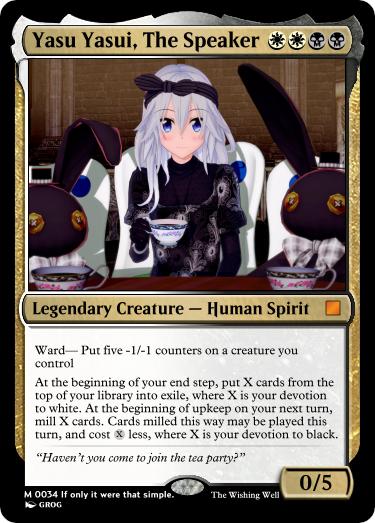 Yasu Yasui, The Speaker
Legendary Creature — Human Spirit
Ward— Put five -1/-1 counters on a creature you
control
At the beginning of your end step, put X cards from the
top of your library into exile, where X is your devotion
to white. At the beginning of upkeep on your next turn,
mill X cards. Cards milled this way may be played this
turn, and cost X less, where X is your devotion to black.
“Haven’t you come to join the tea party?”
0/5
M 0034 If only it were that simple.
GROG
The Wishing Well